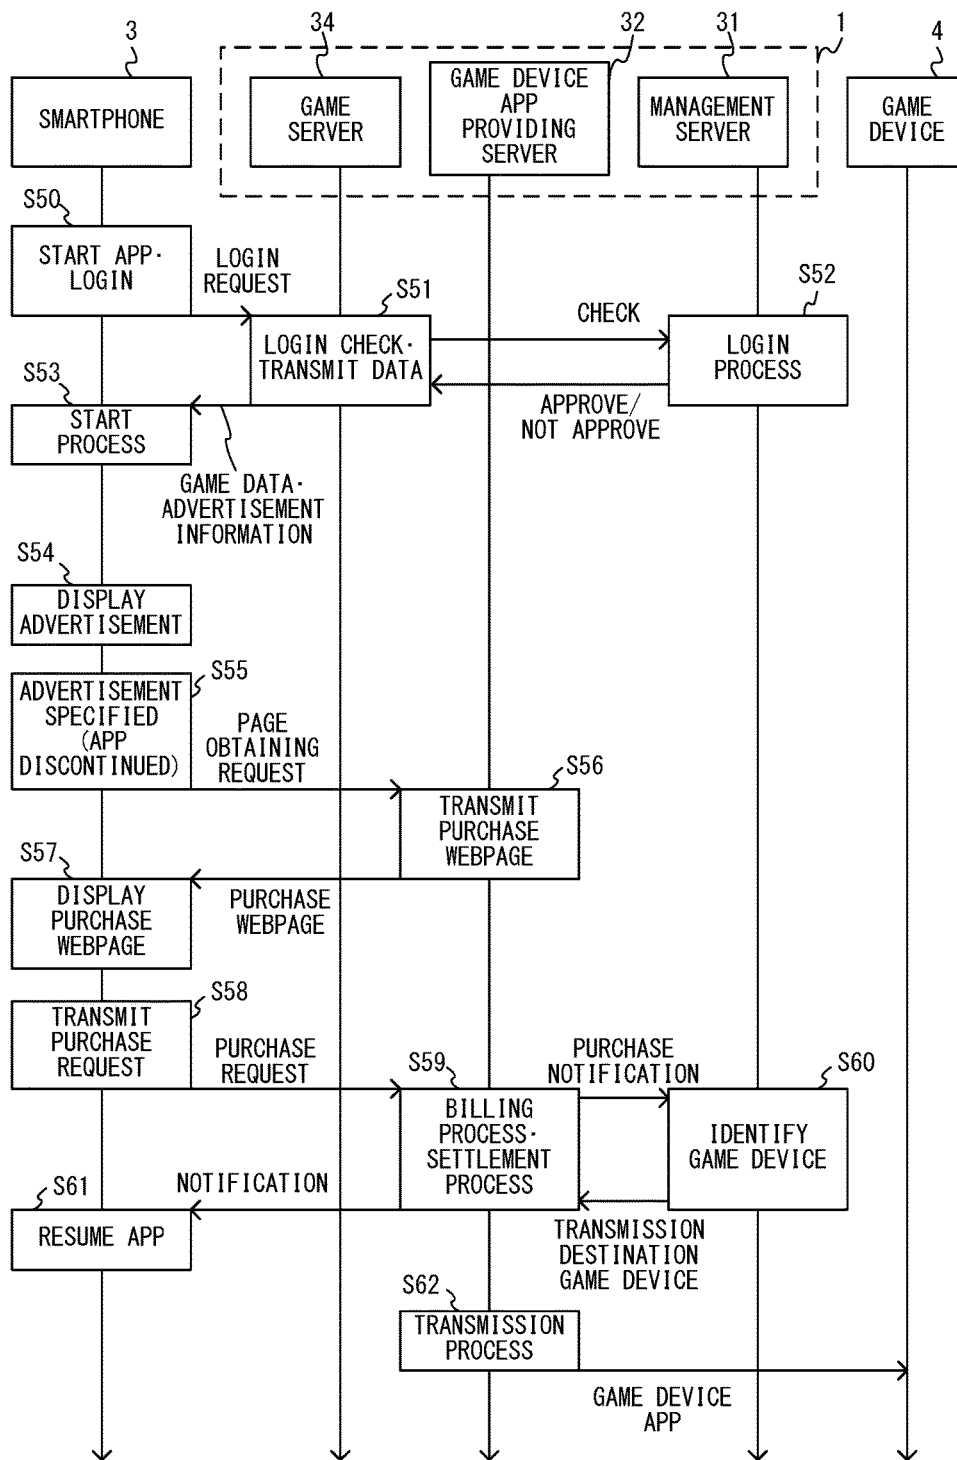 3
34
32
1
31
4
SMARTPHONE
GAME
SERVER
GAME DEVICE
APP
PROVIDING
SERVER
MANAGEMENT
SERVER
GAME
DEVICE
S50
START APP·
LOGIN
LOGIN
REQUEST
S51
LOGIN CHECK·
TRANSMIT DATA
CHECK
S52
LOGIN
PROCESS
APPROVE/
NOT APPROVE
S53
START
PROCESS
GAME DATA·
ADVERTISEMENT
INFORMATION
S54
DISPLAY
ADVERTISEMENT
S55
ADVERTISEMENT
SPECIFIED
(APP
DISCONTINUED)
PAGE
OBTAINING
REQUEST
S56
TRANSMIT
PURCHASE
WEBPAGE
S57
DISPLAY
PURCHASE
WEBPAGE
PURCHASE
WEBPAGE
S58
TRANSMIT
PURCHASE
REQUEST
PURCHASE
REQUEST
S59
BILLING
PROCESS·
SETTLEMENT
PROCESS
PURCHASE
NOTIFICATION
S60
IDENTIFY
GAME DEVICE
S61
RESUME APP
NOTIFICATION
TRANSMISSION
DESTINATION
GAME DEVICE
S62
TRANSMISSION
PROCESS
GAME DEVICE
APP